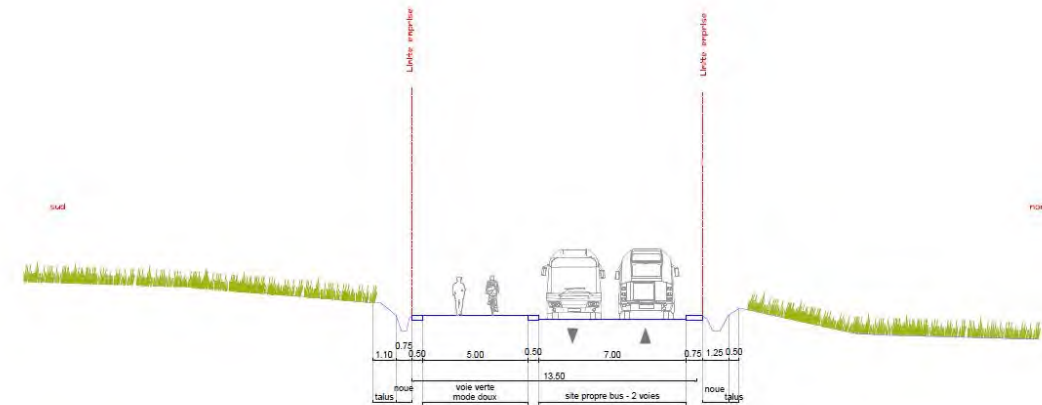 Limite emprise
Limite emprise
sud
1.10 0.75 0.50 5.00 0.50 7.00 0.75 1.25 0.50
13.50
noue voie verte noue
talus mode doux site propre bus - 2 voies talus